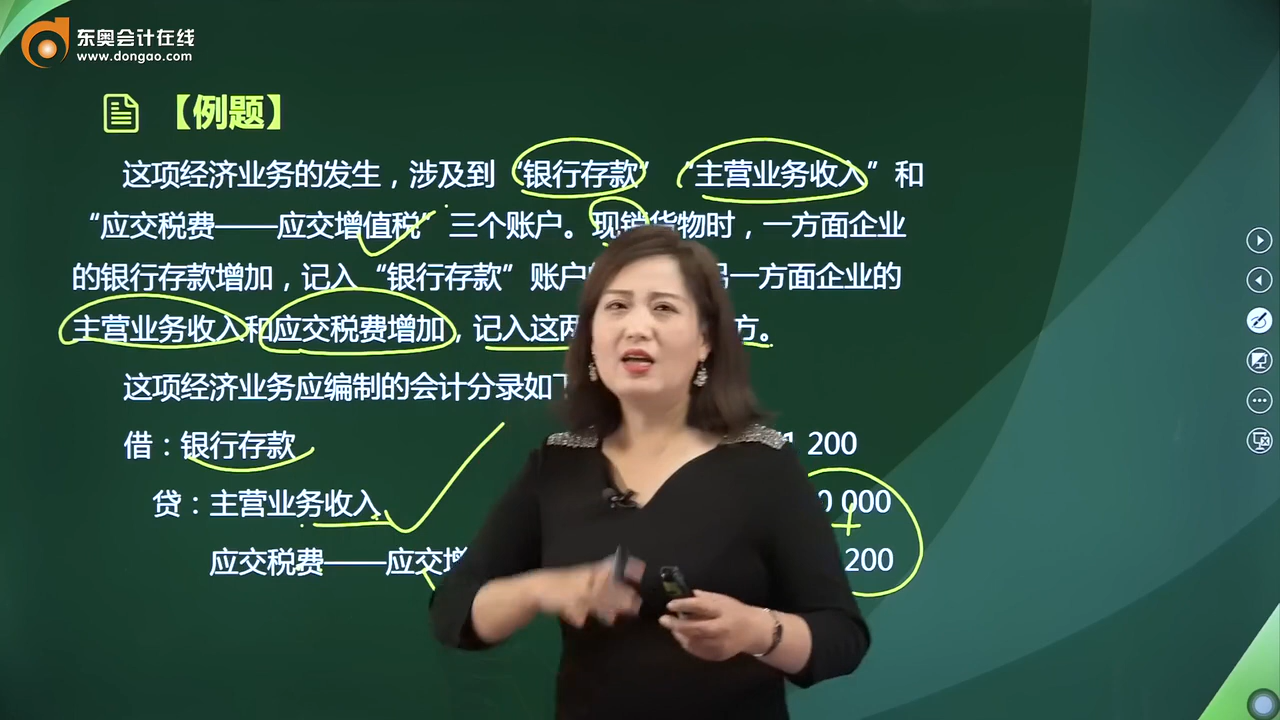 东奥会计在线
www.dongao.com
【例题】
这项经济业务的发生，涉及到“银行存款”“主营业务收入”和
“应交税费——应交增值税”三个账户。现销货物时，一方面企业
的银行存款增加，记入“银行存款”账户 一方面企业的
主营业务收入和应交税费增加，记入这两 方。
这项经济业务应编制的会计分录如
借：银行存款 1 200
贷：主营业务收入 0 000
应交税费——应交增 200